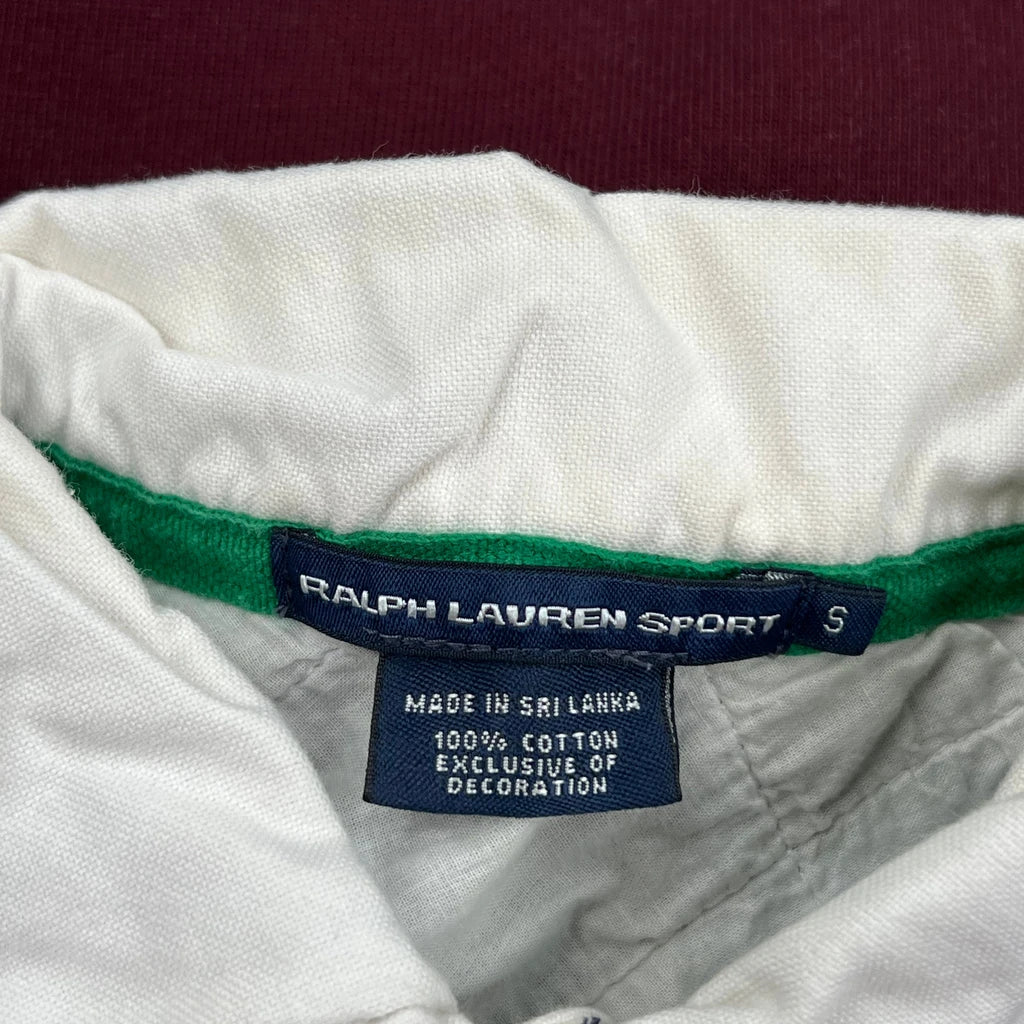 RALPH LAUREN SPORT
S
MADE IN SRI LANKA
100% COTTON
EXCLUSIVE OF
DECORATION